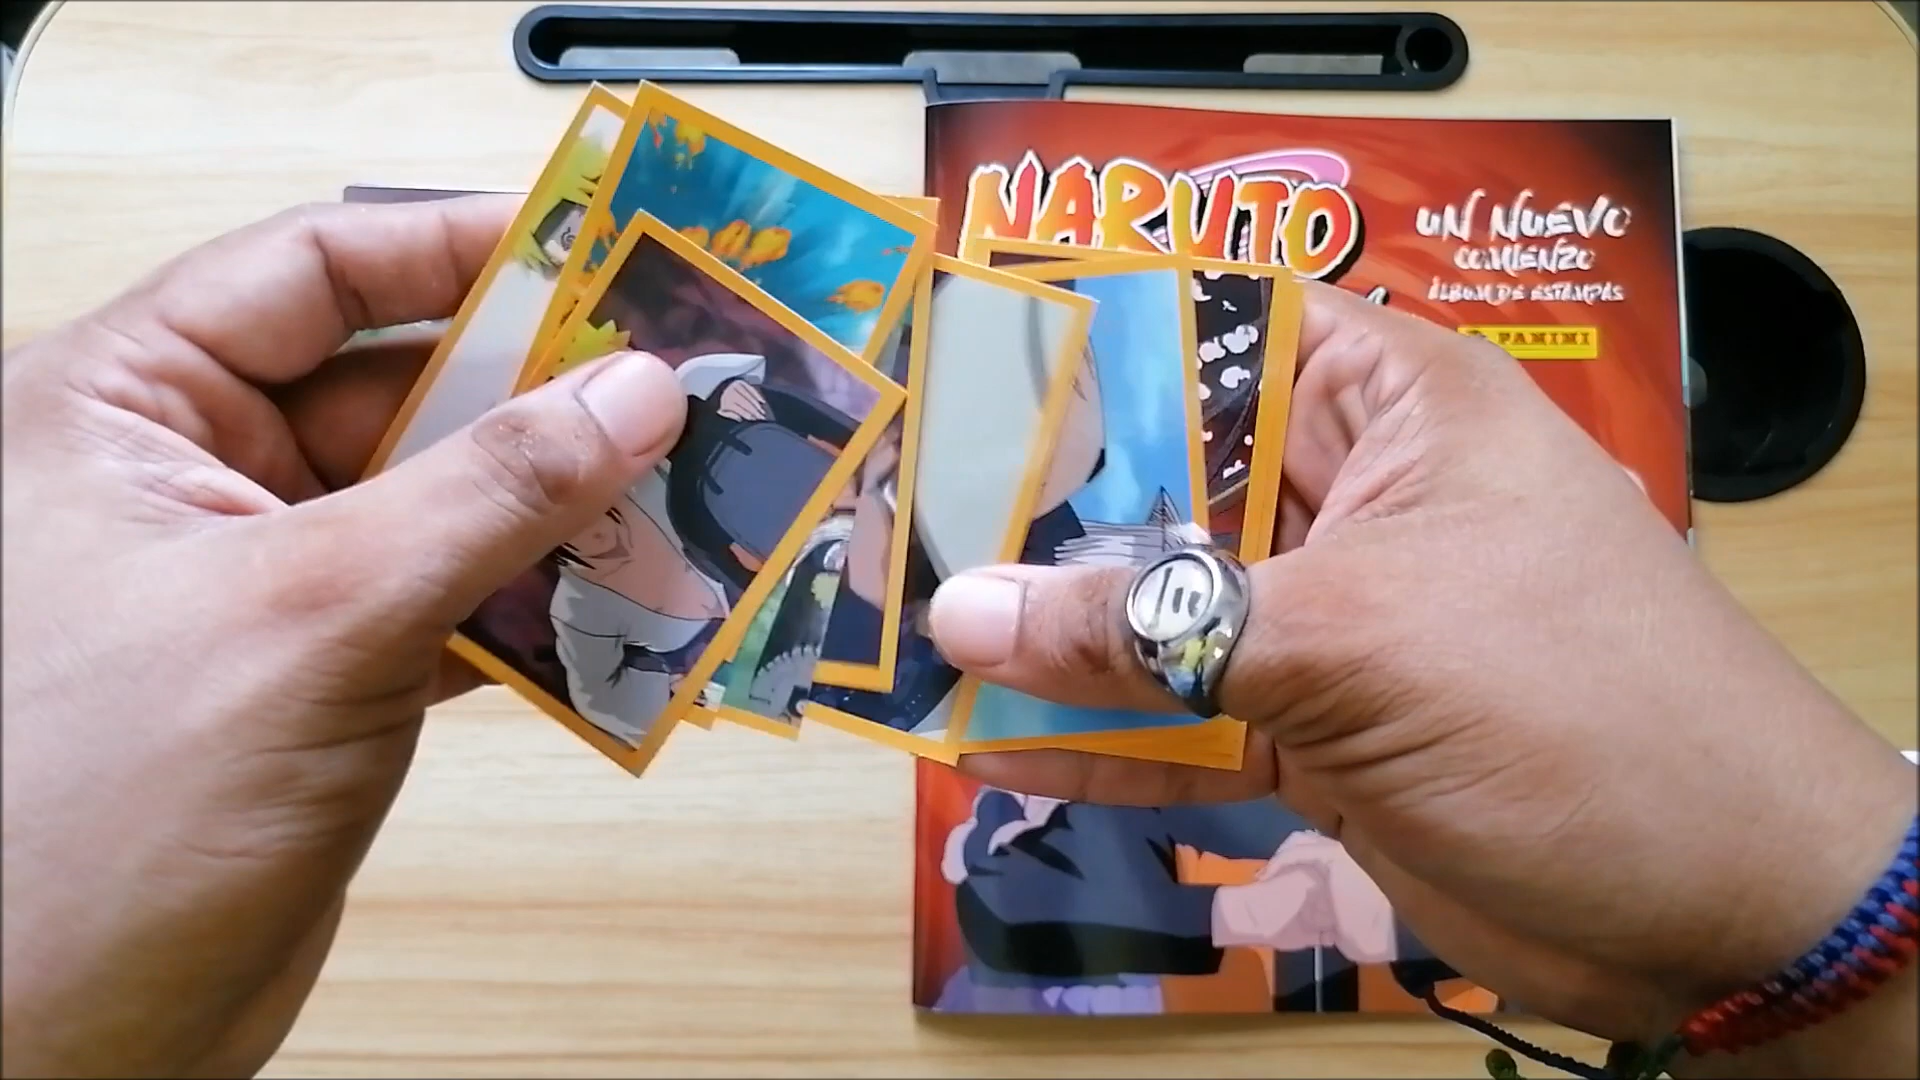 NARUTO
UN NUEVO
COMIENZO
ÁLBUM DE ESTAMPAS
PANINI